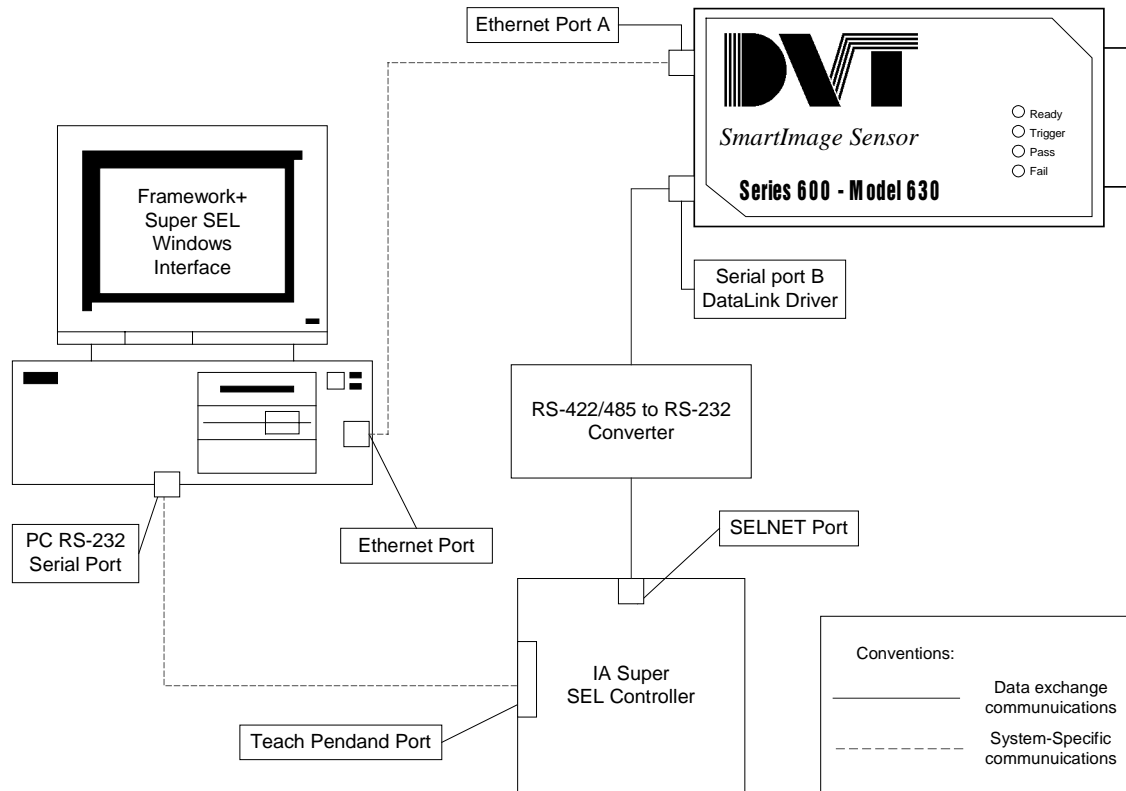 Ethernet Port A
DVT
SmartImage Sensor
Series 600 - Model 630
Ready
Trigger
Pass
Fail
Framework+
Super SEL
Windows
Interface
Serial port B
DataLink Driver
RS-422/485 to RS-232
Converter
PC RS-232
Serial Port
Ethernet Port
SELNET Port
IA Super
SEL Controller
Teach Pendand Port
Conventions:
Data exchange
commuunications
System-Specific
commuunications